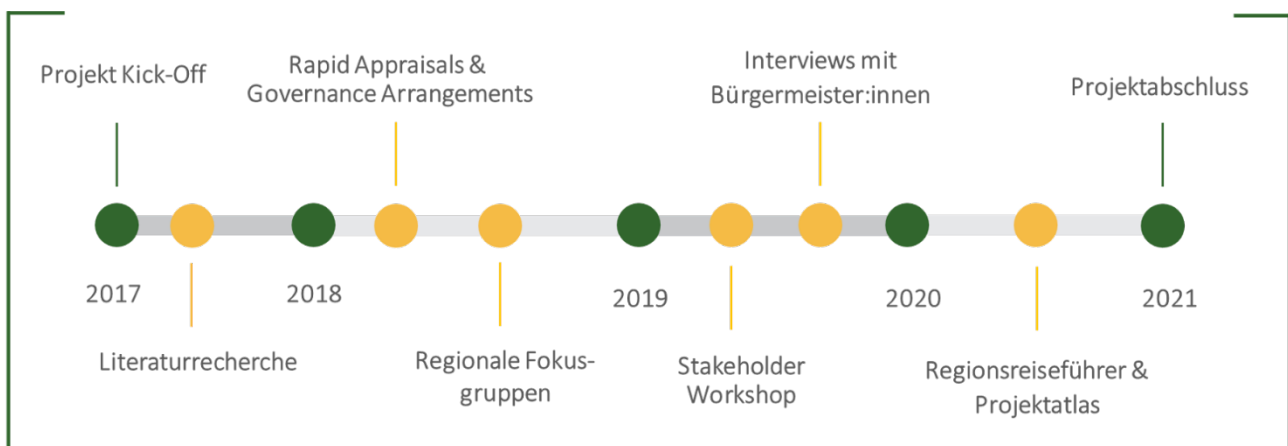 Projekt Kick-Off
Rapid Appraisals &
Governance Arrangements
Interviews mit
Bürgermeister:innen
Projektabschluss
2017
2018
2019
2020
2021
Literaturrecherche
Regionale Fokus-
gruppen
Stakeholder
Workshop
Regionsreiseführer &
Projektatlas